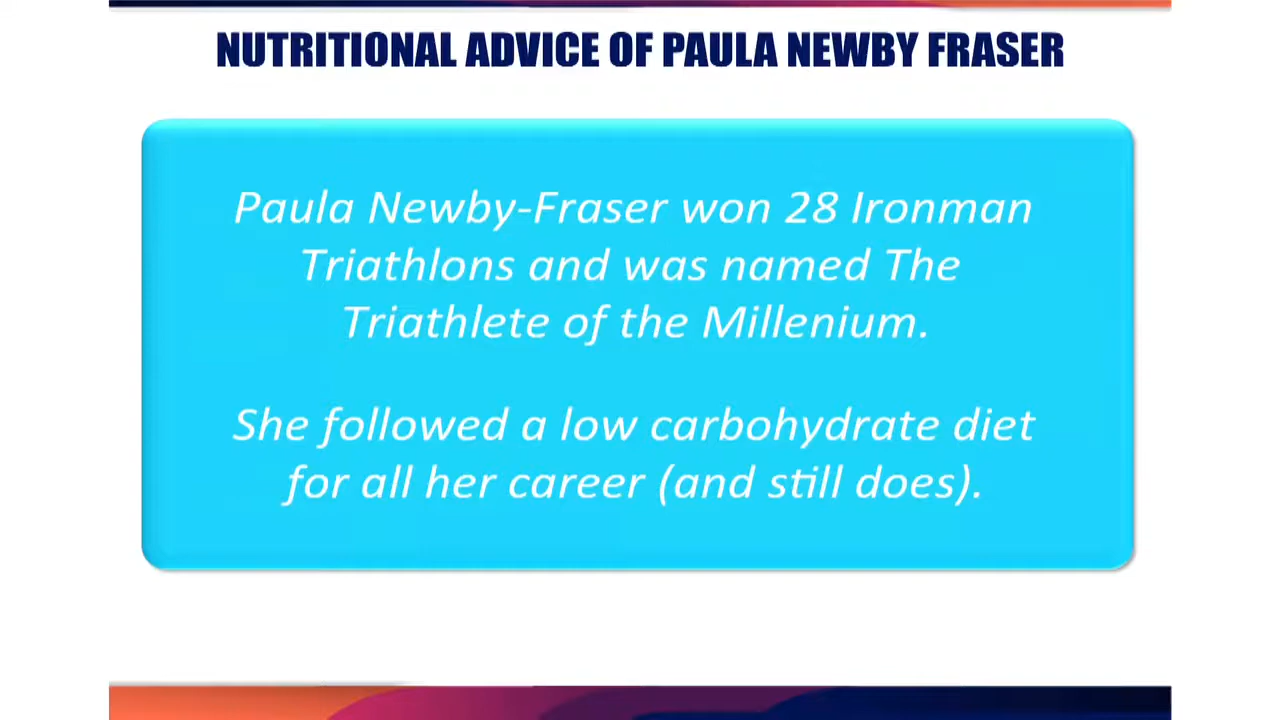 NUTRITIONAL ADVICE OF PAULA NEWBY FRASER
Paula Newby-Fraser won 28 Ironman
Triathlons and was named The
Triathlete of the Millenium.
She followed a low carbohydrate diet
for all her career (and still does).